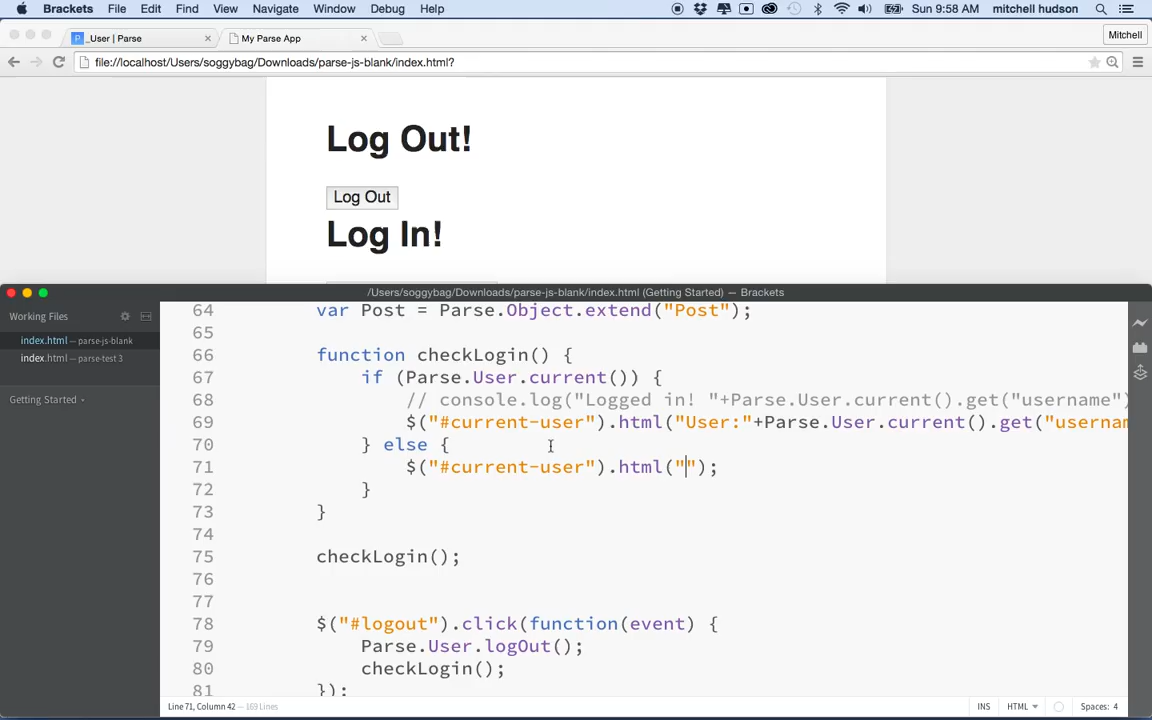 Brackets File Edit Find View Navigate Window Debug Help Sun 9:58 AM mitchell hudson
_User | Parse My Parse App Mitchell
file://localhost/Users/soggybag/Downloads/parse-js-blank/index.html?
Log Out!
Log Out
Log In!
/Users/soggybag/Downloads/parse-js-blank/index.html (Getting Started) — Brackets
Working Files
index.html — parse-js-blank
index.html — parse-test 3
Getting Started
64 var Post = Parse.Object.extend("Post");
65
66 function checkLogin() {
67 if (Parse.User.current()) {
68 // console.log("Logged in! "+Parse.User.current().get("username")
69 $("#current-user").html("User:"+Parse.User.current().get("usernam
70 } else {
71 $("#current-user").html("");
72 }
73 }
74
75 checkLogin();
76
77
78 $("#logout").click(function(event) {
79 Parse.User.logOut();
80 checkLogin();
81 });
Line 71, Column 42 — 169 Lines INS HTML Spaces: 4